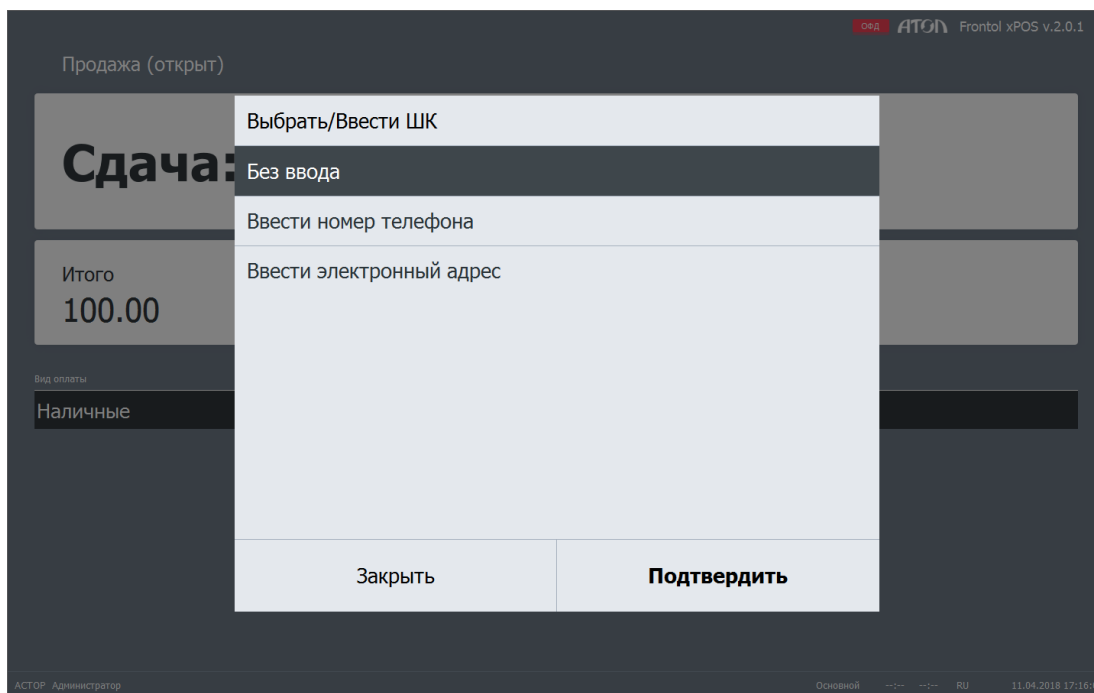 ОФД АТОЛ Frontol xPOS v.2.0.1
Продажа (открыт)
Выбрать/Ввести ШК
Сдача:
Без ввода
Ввести номер телефона
Ввести электронный адрес
Итого
100.00
Вид оплаты
Наличные
Закрыть
Подтвердить
АСТОР Администратор
Основной --:-- --:-- RU 11.04.2018 17:16: